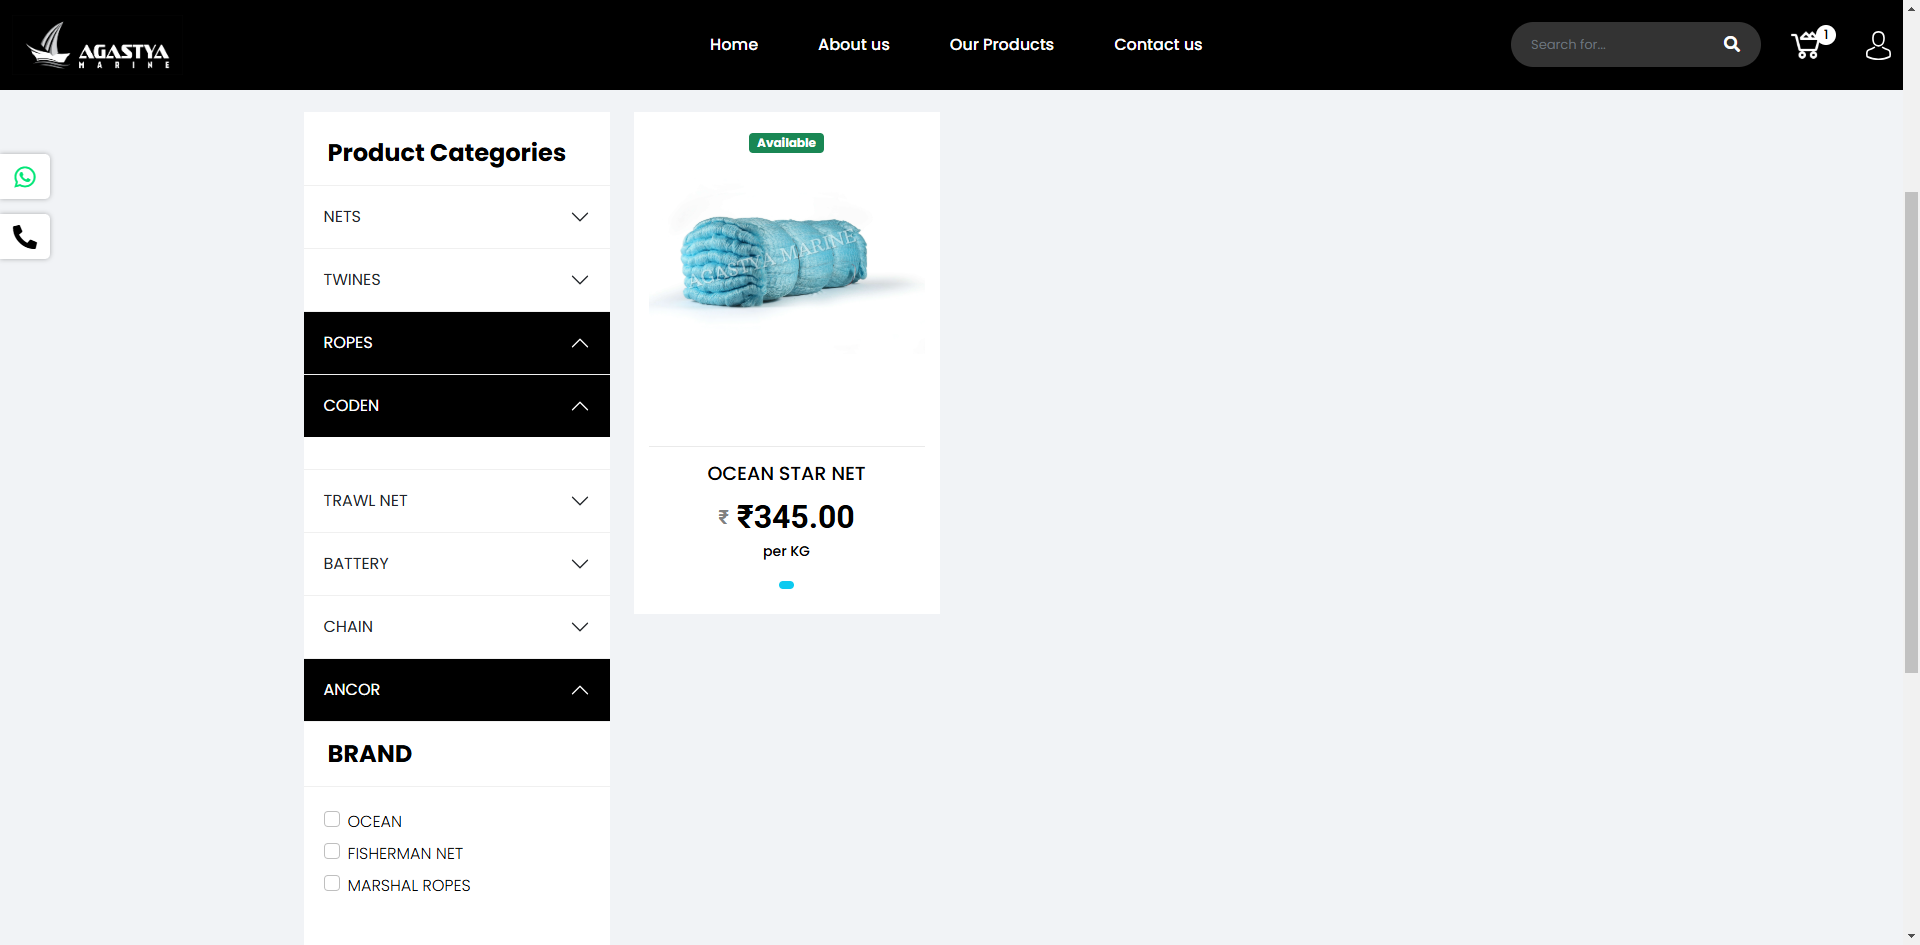 AGASTYA
MARINE
Home
About us
Our Products
Contact us
Search for...
1
Product Categories
NETS
TWINES
ROPES
CODEN
TRAWL NET
BATTERY
CHAIN
ANCOR
BRAND
OCEAN
FISHERMAN NET
MARSHAL ROPES
Available
AGASTYA MARINE
OCEAN STAR NET
₹ ₹345.00
per KG